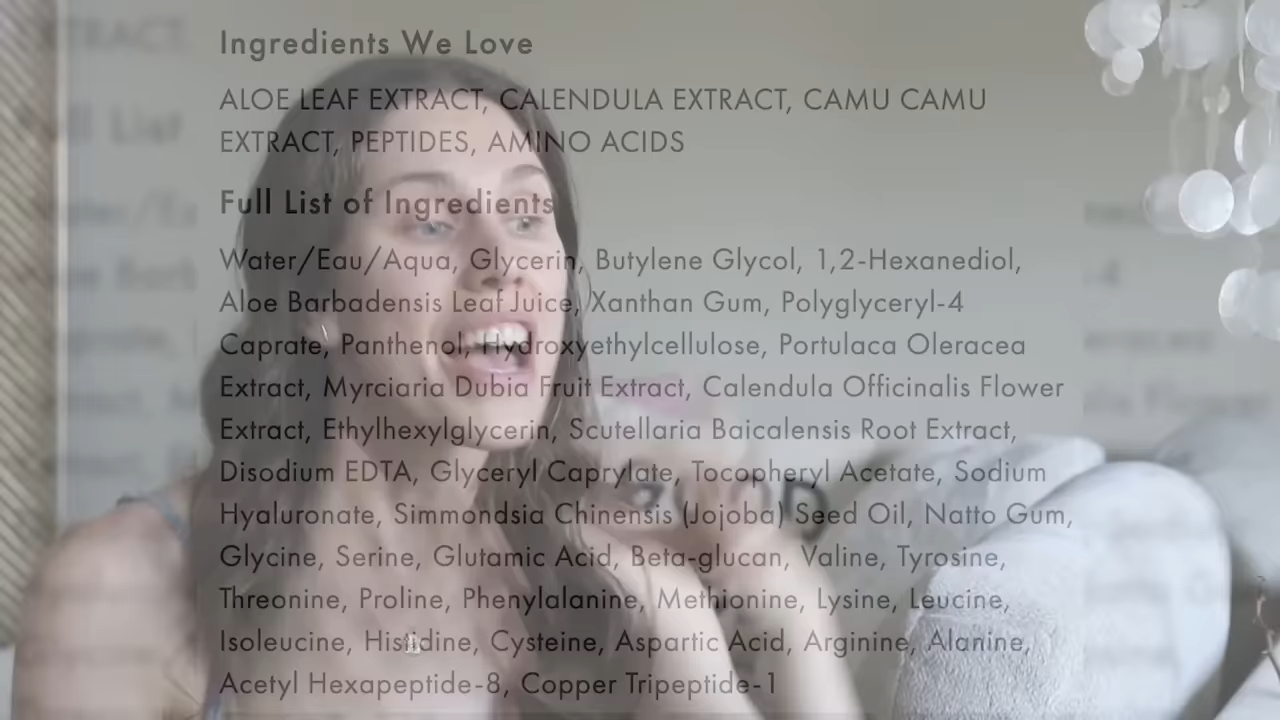 Ingredients We Love
ALOE LEAF EXTRACT, CALENDULA EXTRACT, CAMU CAMU
EXTRACT, PEPTIDES, AMINO ACIDS
Full List of Ingredients
Water/Eau/Aqua, Glycerin, Butylene Glycol, 1,2-Hexanediol,
Aloe Barbadensis Leaf Juice, Xanthan Gum, Polyglyceryl-4
Caprate, Panthenol, Hydroxyethylcellulose, Portulaca Oleracea
Extract, Myrciaria Dubia Fruit Extract, Calendula Officinalis Flower
Extract, Ethylhexylglycerin, Scutellaria Baicalensis Root Extract,
Disodium EDTA, Glyceryl Caprylate, Tocopheryl Acetate, Sodium
Hyaluronate, Simmondsia Chinensis (Jojoba) Seed Oil, Natto Gum,
Glycine, Serine, Glutamic Acid, Beta-glucan, Valine, Tyrosine,
Threonine, Proline, Phenylalanine, Methionine, Lysine, Leucine,
Isoleucine, Histidine, Cysteine, Aspartic Acid, Arginine, Alanine,
Acetyl Hexapeptide-8, Copper Tripeptide-1